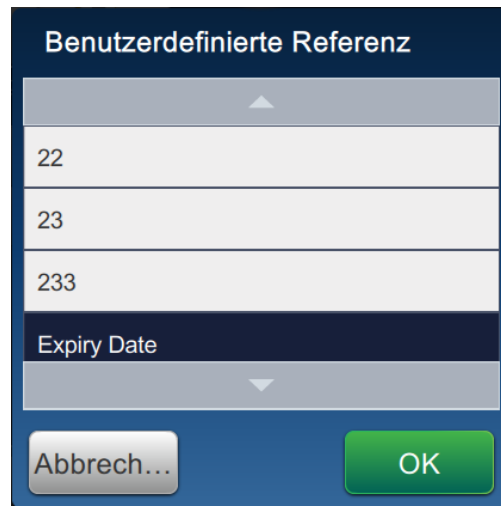 Benutzerdefinierte Referenz
22
23
233
Expiry Date
Abbrech...
OK